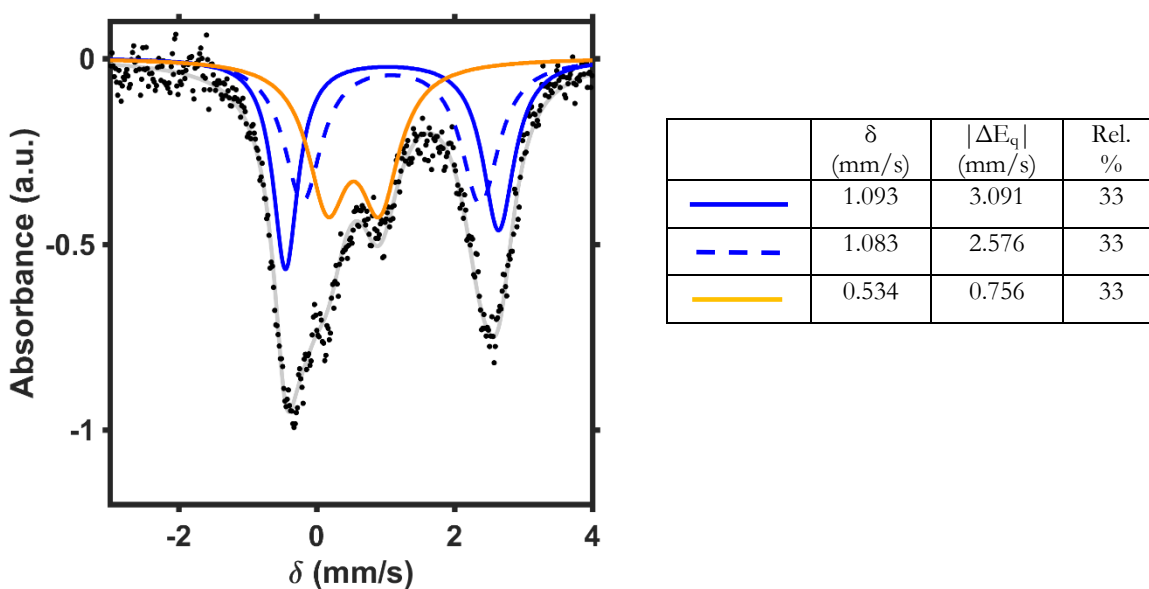 0
-0.5
-1
-2 0 2 4
Absorbance (a.u.)
δ (mm/s)
δ (mm/s) |ΔEq| (mm/s) Rel. %
1.093 3.091 33
1.083 2.576 33
0.534 0.756 33